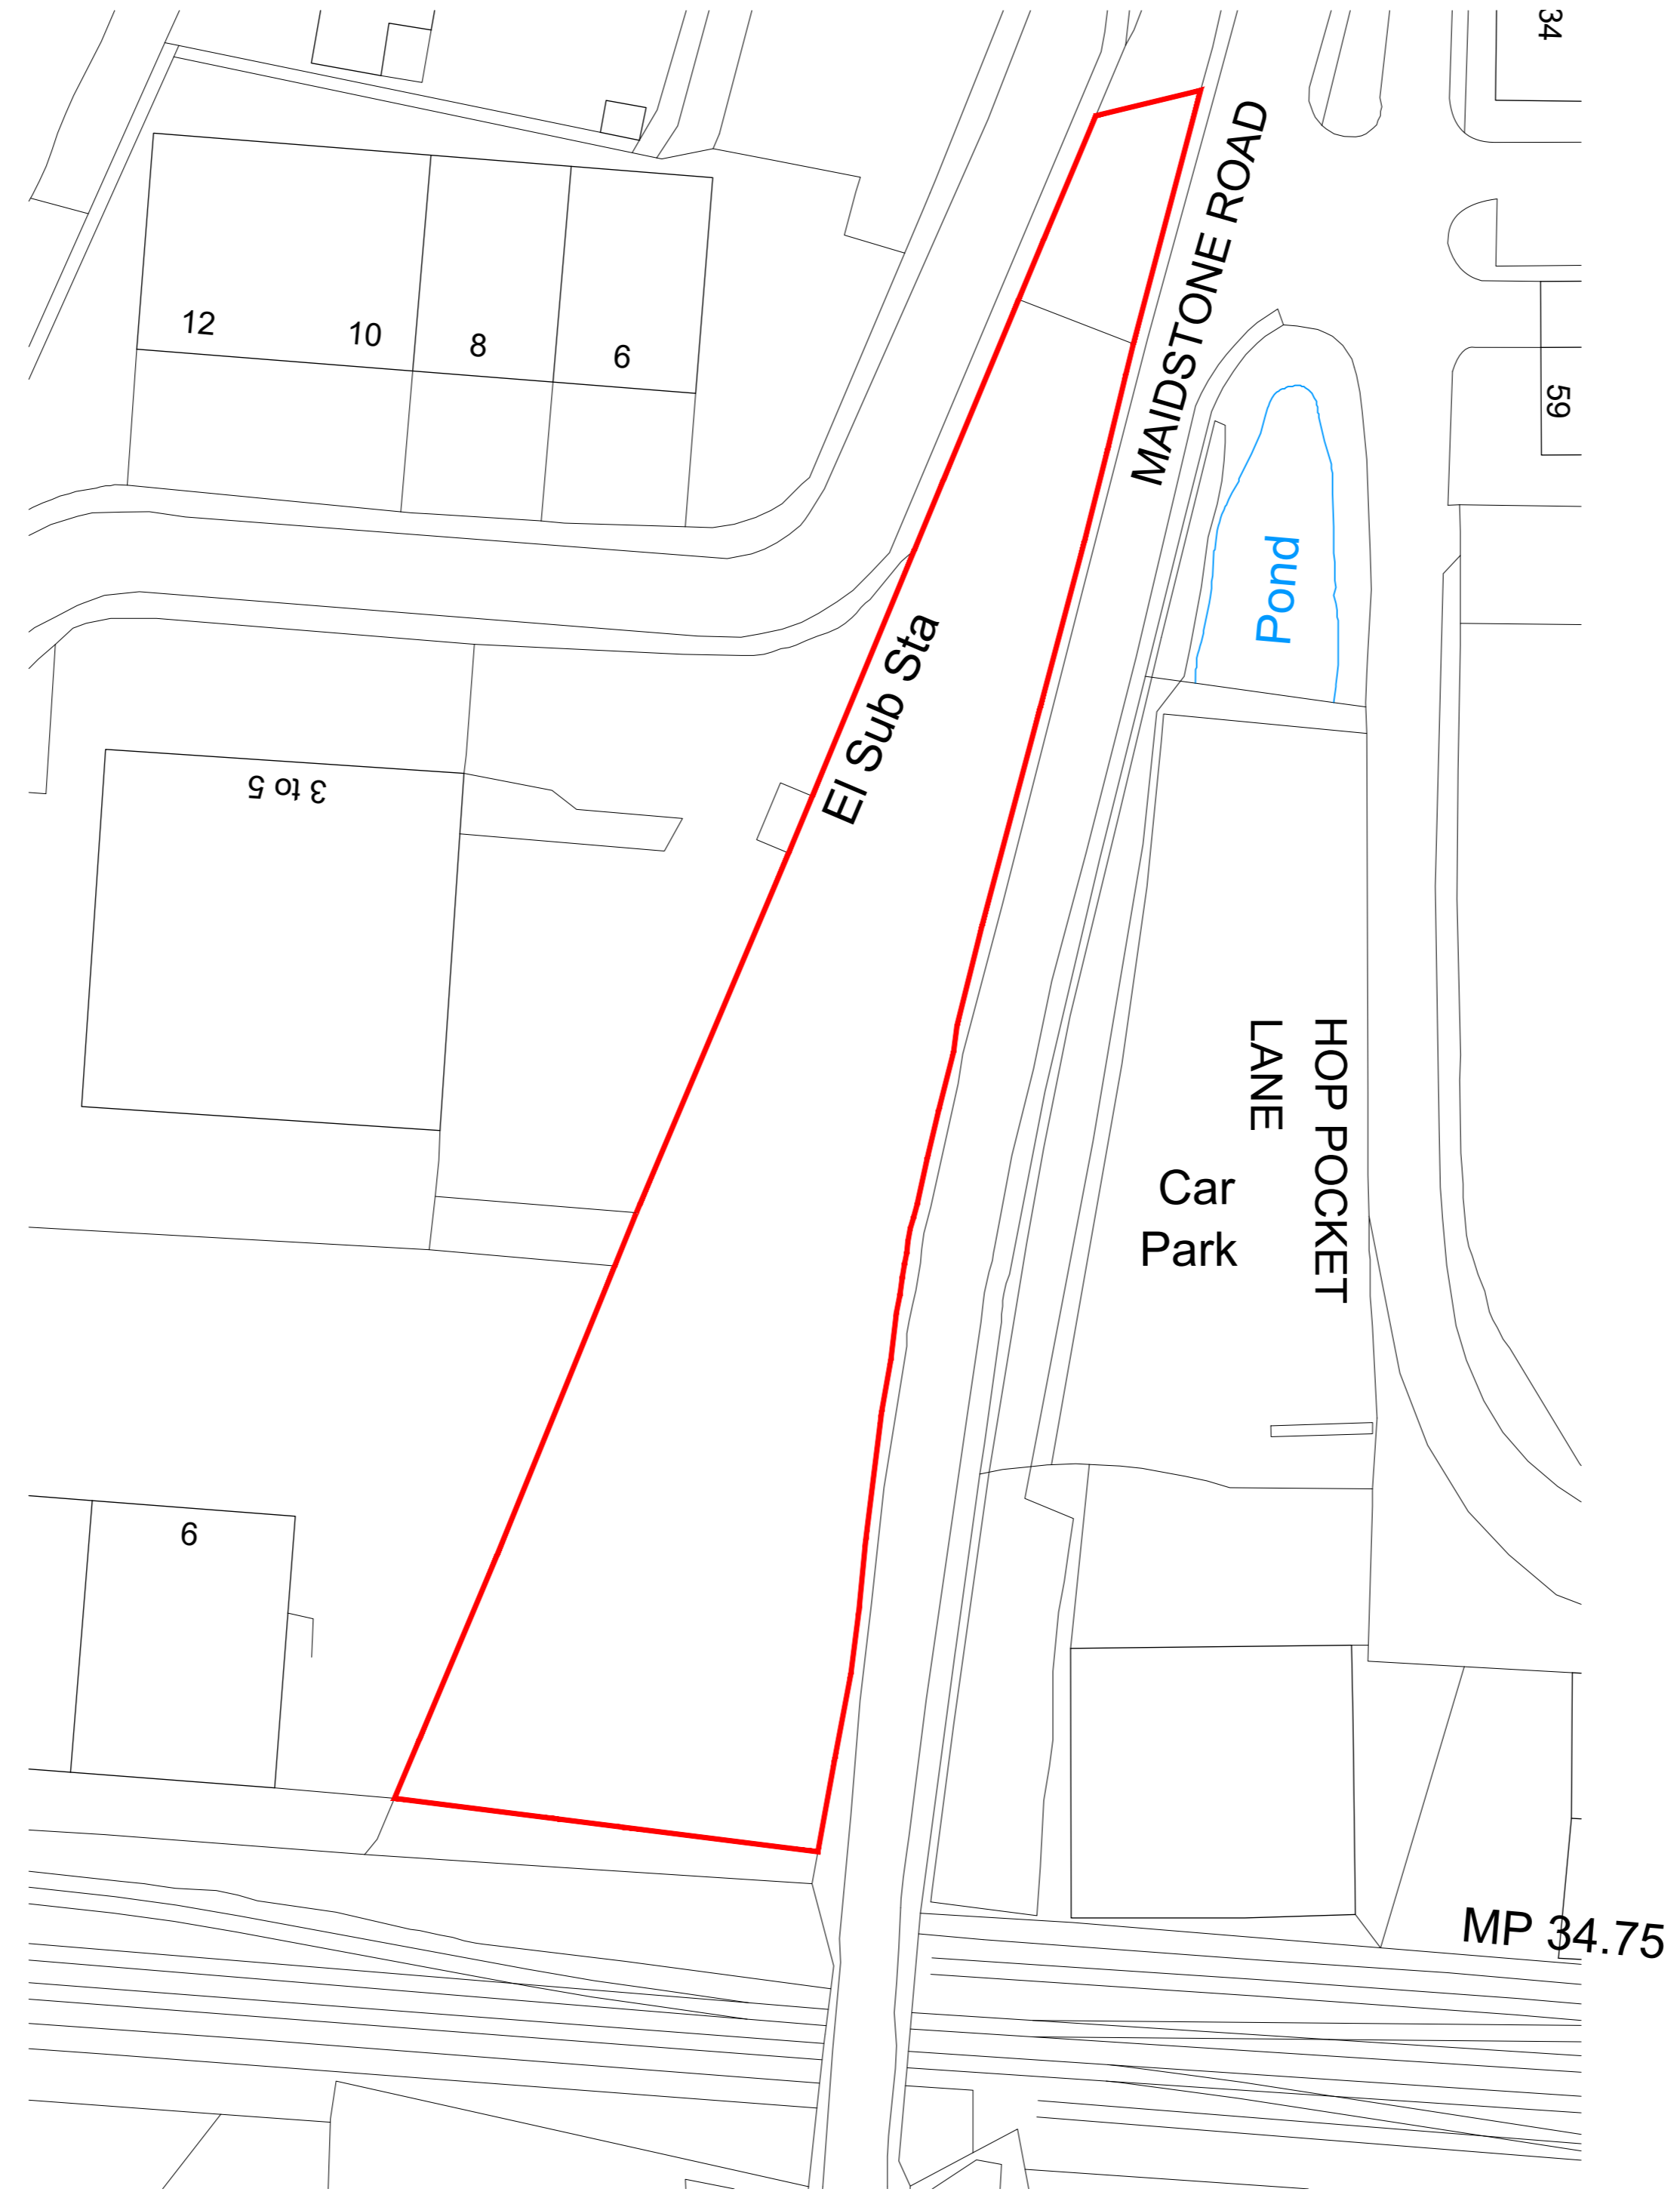 34
MAIDSTONE ROAD
12
10
8
6
59
Pond
El Sub Sta
3 to 5
HOP POCKET
LANE
Car
Park
6
MP 34.75